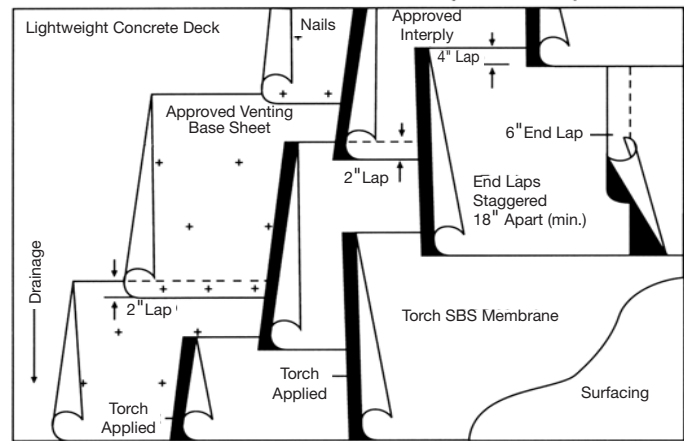 Lightweight Concrete Deck
Nails
Approved
Interply
4" Lap
Approved Venting
Base Sheet
6" End Lap
2" Lap
End Laps
Staggered
18" Apart (min.)
Drainage
2" Lap
Torch SBS Membrane
Torch
Applied
Torch
Applied
Surfacing